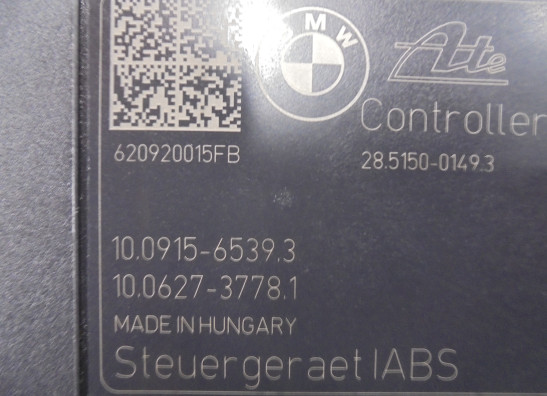 BMW
Ate
Controller
620920015FB
28.5150-0149.3
10.0915-6539.3
10.0627-3778.1
MADE IN HUNGARY
Steuergeraet IABS